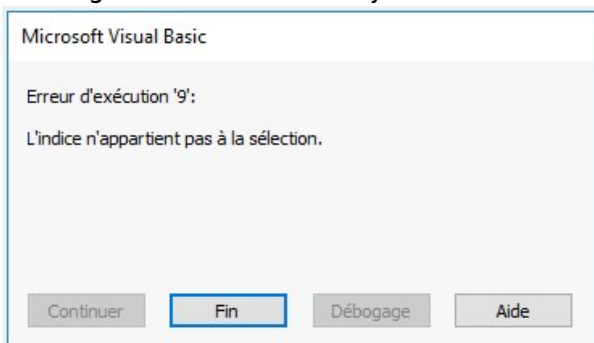 Microsoft Visual Basic
Erreur d'exécution '9':
L'indice n'appartient pas à la sélection.
Continuer
Fin
Débogage
Aide